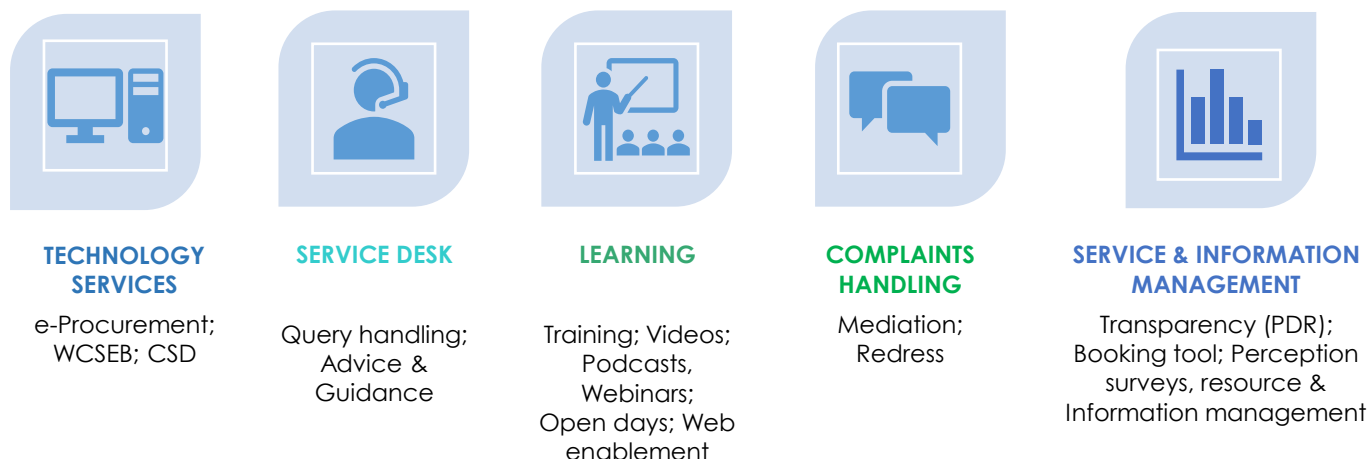 TECHNOLOGY
SERVICES
e-Procurement;
WCSEB; CSD
SERVICE DESK
Query handling;
Advice &
Guidance
LEARNING
Training; Videos;
Podcasts,
Webinars;
Open days; Web
enablement
COMPLAINTS
HANDLING
Mediation;
Redress
SERVICE & INFORMATION
MANAGEMENT
Transparency (PDR);
Booking tool; Perception
surveys, resource &
Information management